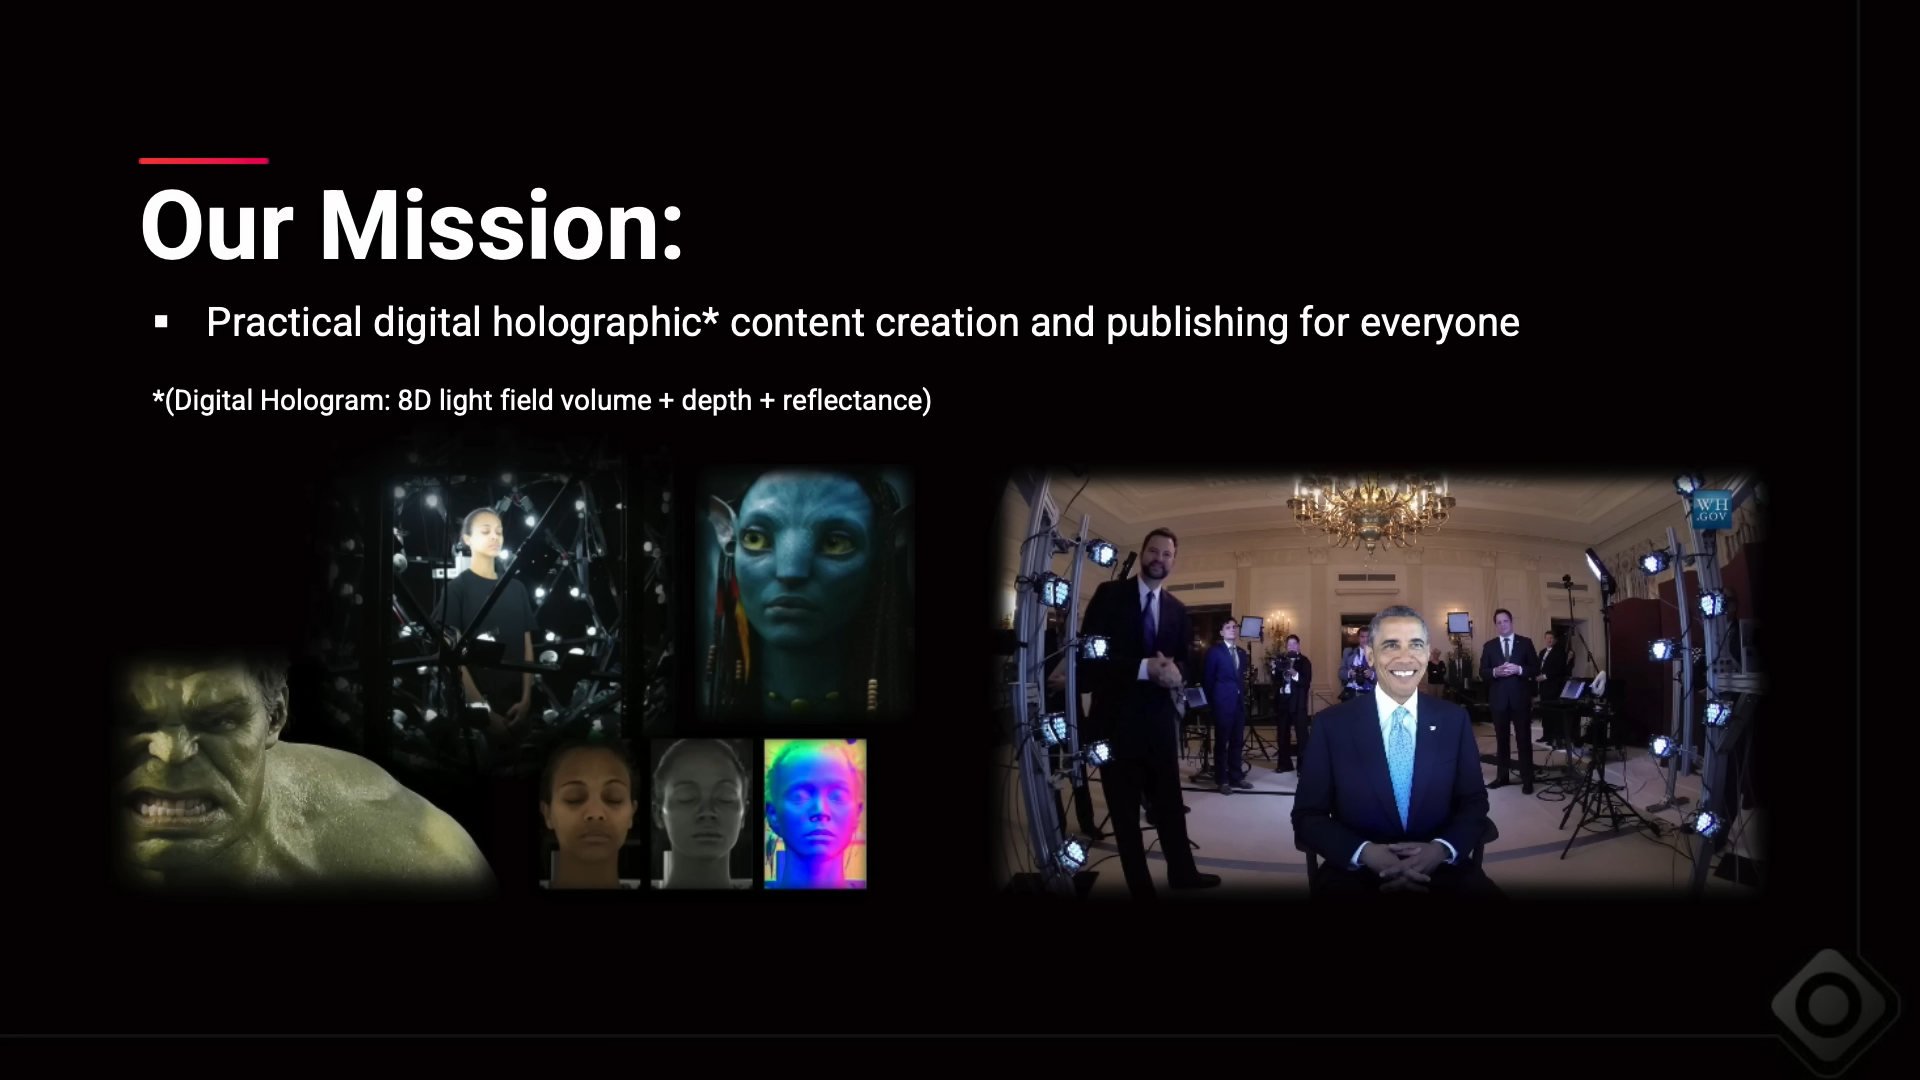 Our Mission:
▪ Practical digital holographic* content creation and publishing for everyone
*(Digital Hologram: 8D light field volume + depth + reflectance)
WH
.GOV